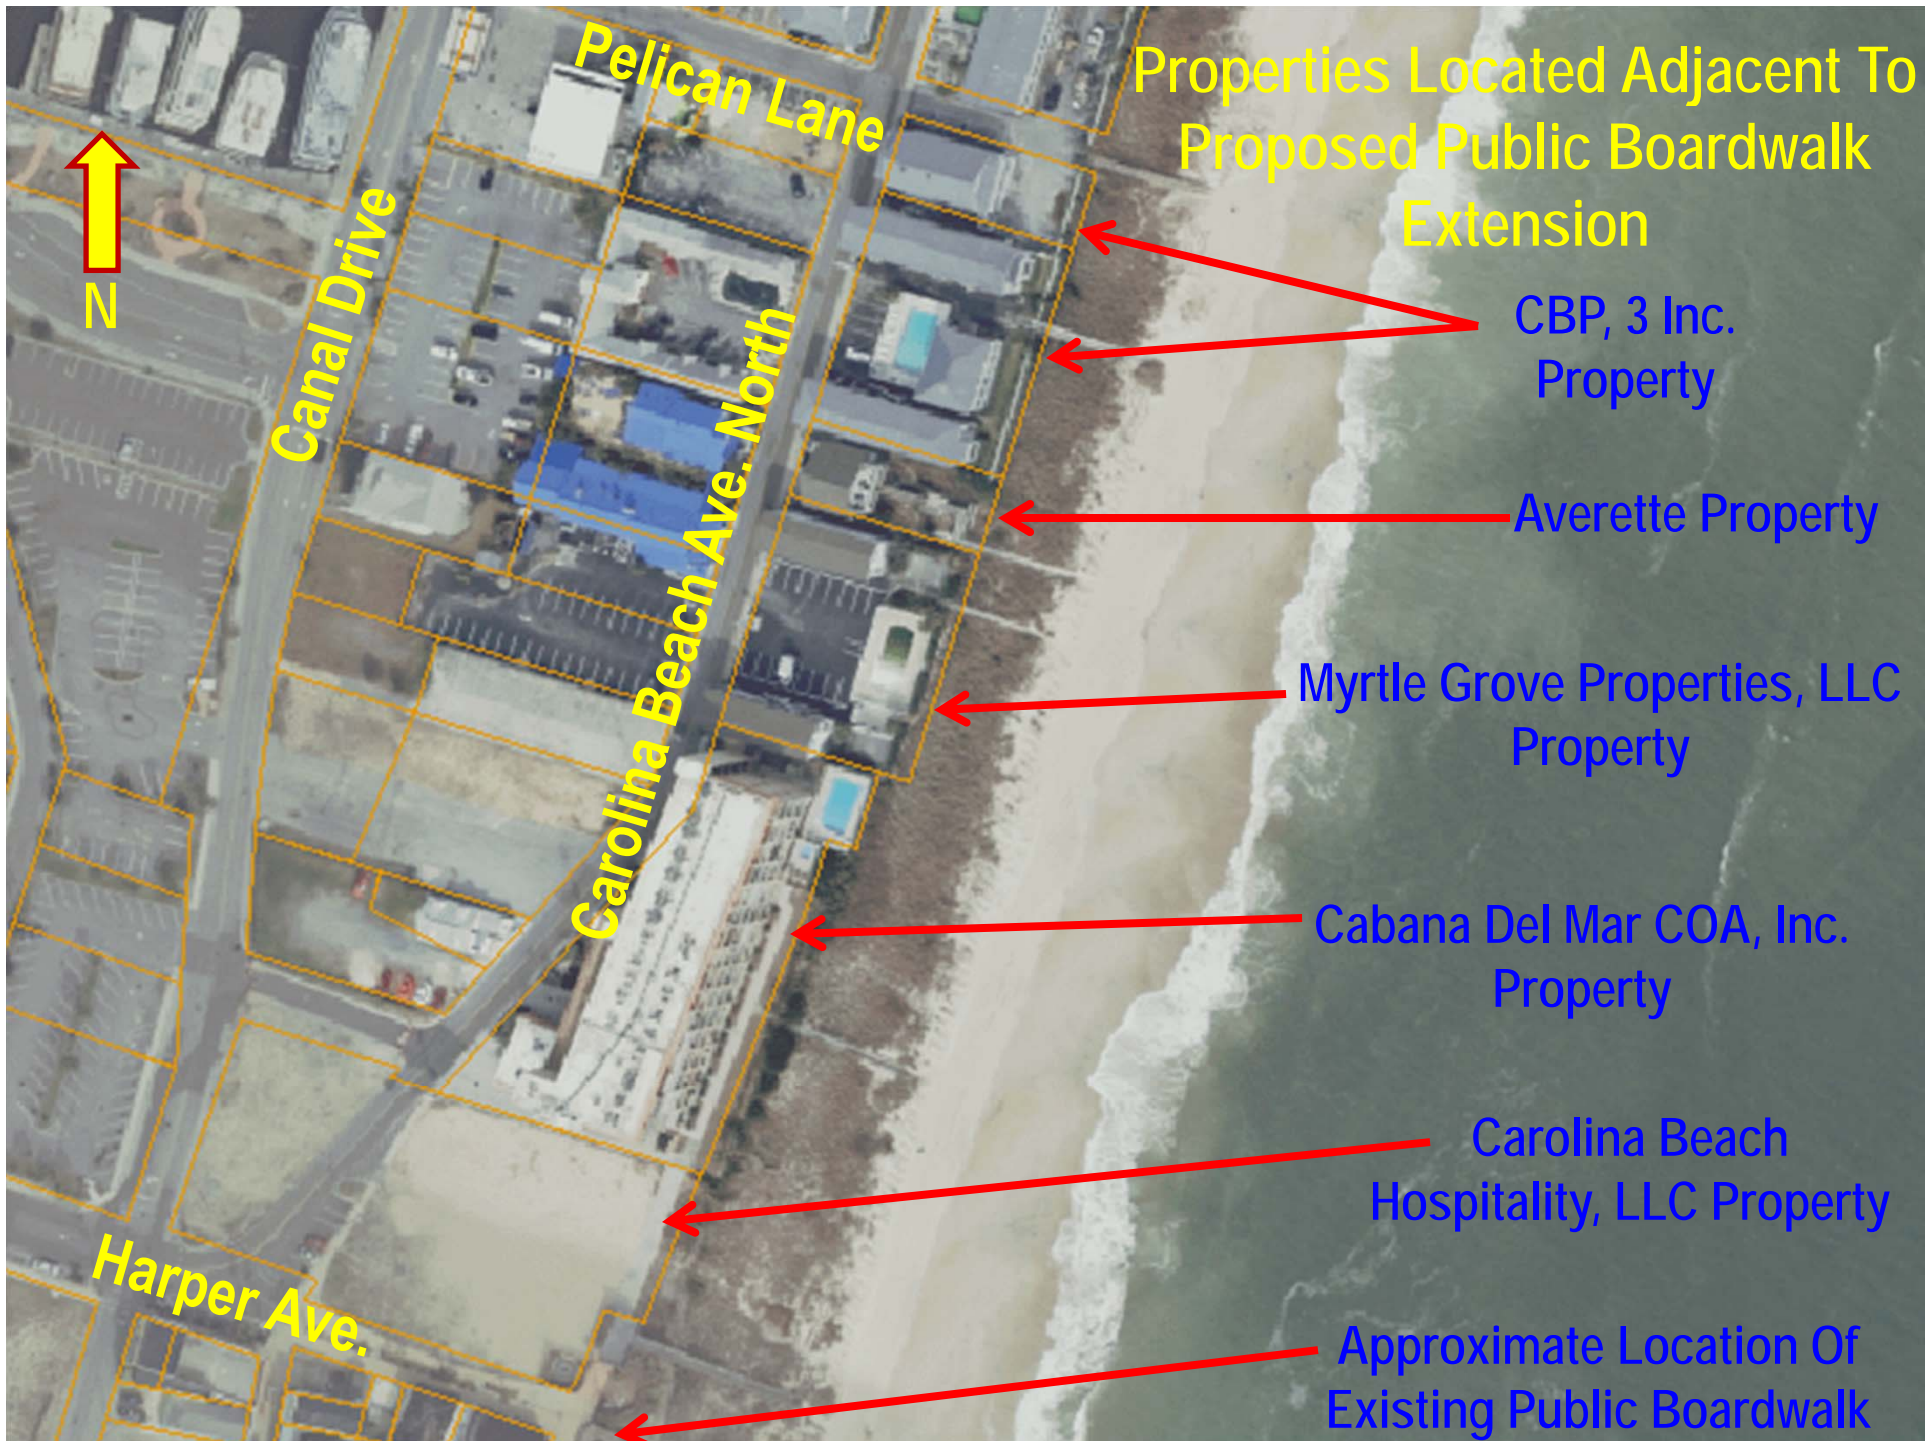 Properties Located Adjacent To
Proposed Public Boardwalk
Extension
Pelican Lane
N
Canal Drive
Carolina Beach Ave. North
CBP, 3 Inc.
Property
Averette Property
Myrtle Grove Properties, LLC
Property
Cabana Del Mar COA, Inc.
Property
Carolina Beach
Hospitality, LLC Property
Harper Ave.
Approximate Location Of
Existing Public Boardwalk